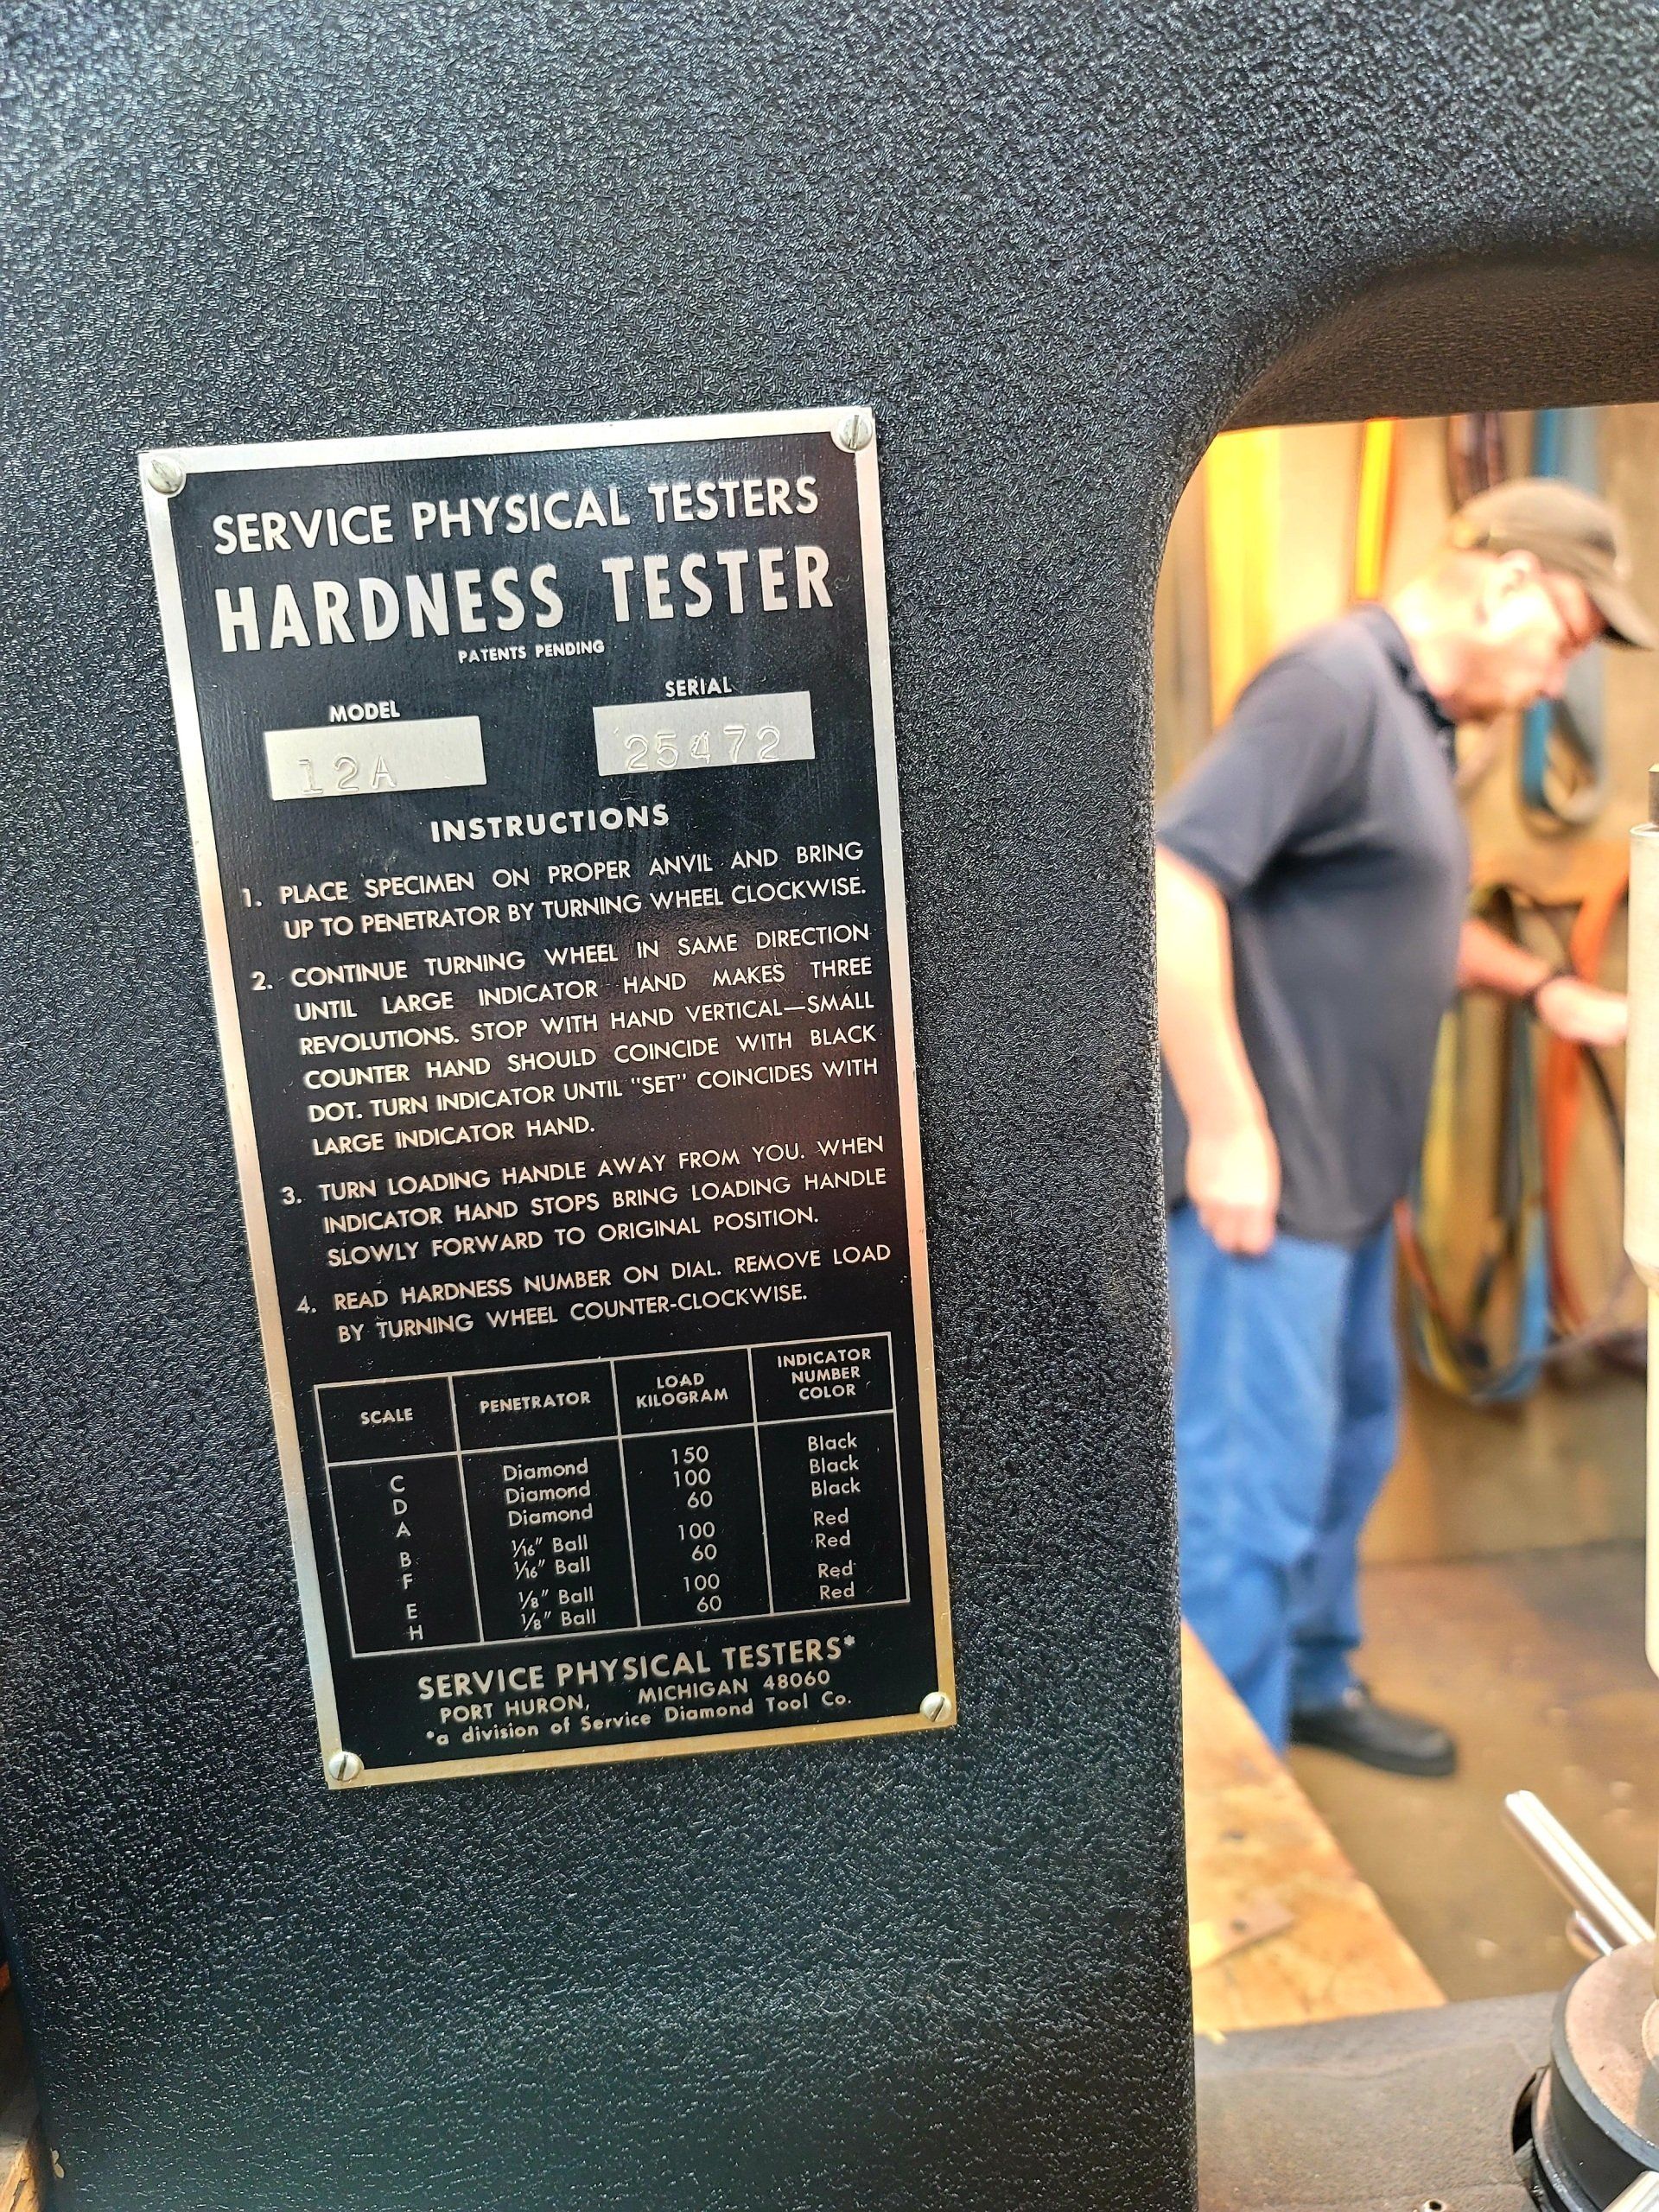 SERVICE PHYSICAL TESTERS
HARDNESS TESTER
PATENTS PENDING
MODEL SERIAL
12A 25472
INSTRUCTIONS
1. PLACE SPECIMEN ON PROPER ANVIL AND BRING
UP TO PENETRATOR BY TURNING WHEEL CLOCKWISE.
2. CONTINUE TURNING WHEEL IN SAME DIRECTION
UNTIL LARGE INDICATOR HAND MAKES THREE
REVOLUTIONS. STOP WITH HAND VERTICAL—SMALL
COUNTER HAND SHOULD COINCIDE WITH BLACK
DOT. TURN INDICATOR UNTIL "SET" COINCIDES WITH
LARGE INDICATOR HAND.
3. TURN LOADING HANDLE AWAY FROM YOU. WHEN
INDICATOR HAND STOPS BRING LOADING HANDLE
SLOWLY FORWARD TO ORIGINAL POSITION.
4. READ HARDNESS NUMBER ON DIAL. REMOVE LOAD
BY TURNING WHEEL COUNTER-CLOCKWISE.
SCALE PENETRATOR LOAD KILOGRAM INDICATOR NUMBER COLOR
C Diamond 150 Black
D Diamond 100 Black
A Diamond 60 Black
B 1/16" Ball 100 Red
F 1/16" Ball 60 Red
E 1/8" Ball 100 Red
H 1/8" Ball 60 Red
SERVICE PHYSICAL TESTERS*
PORT HURON, MICHIGAN 48060
*a division of Service Diamond Tool Co.